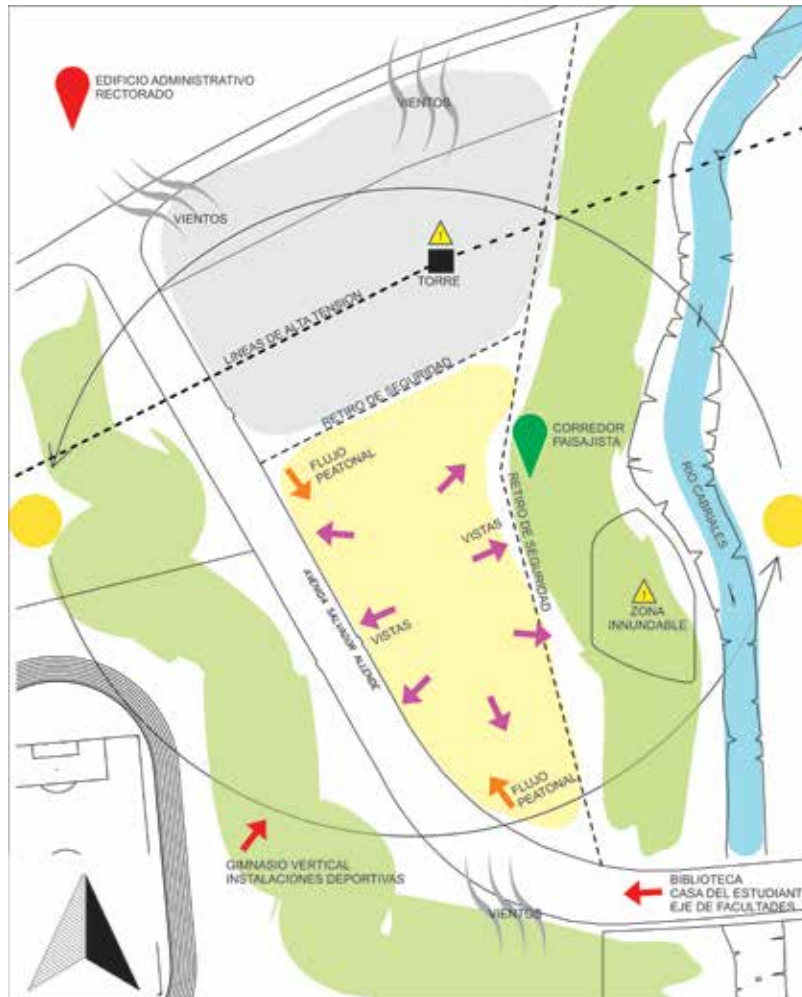 EDIFICIO ADMINISTRATIVO
RECTORADO
VIENTOS
VIENTOS
TORRE
LINEAS DE ALTA TENSION
RETIRO DE SEGURIDAD
FLUJO
PEATONAL
CORREDOR
PAISAJISTA
RIO CABRIALES
VISTAS
RETIRO DE SEGURIDAD
ZONA
INNUNDABLE
VISTAS
AVENIDA SALVADOR ALLENDE
FLUJO
PEATONAL
GIMNASIO VERTICAL
INSTALACIONES DEPORTIVAS
VIENTOS
BIBLIOTECA
CASA DEL ESTUDIANT
EJE DE FACULTADES